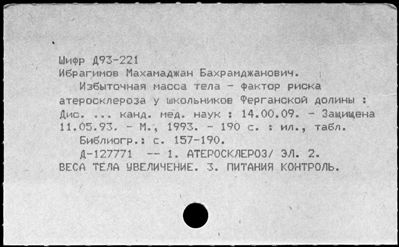 Шифр Д93-221
Ибрагимов Махамаджан Бахрамджанович.
Избыточная масса тела - фактор риска
атеросклероза у школьников Ферганской долины :
Дис. ... канд. мед. наук : 14.00.09. - Защищена
11.05.93. - М., 1993. - 190 с. : ил., табл.
Библиогр.: с. 157-190.
Д-127771 -- 1. АТЕРОСКЛЕРОЗ/ ЭЛ. 2.
ВЕСА ТЕЛА УВЕЛИЧЕНИЕ. 3. ПИТАНИЯ КОНТРОЛЬ.